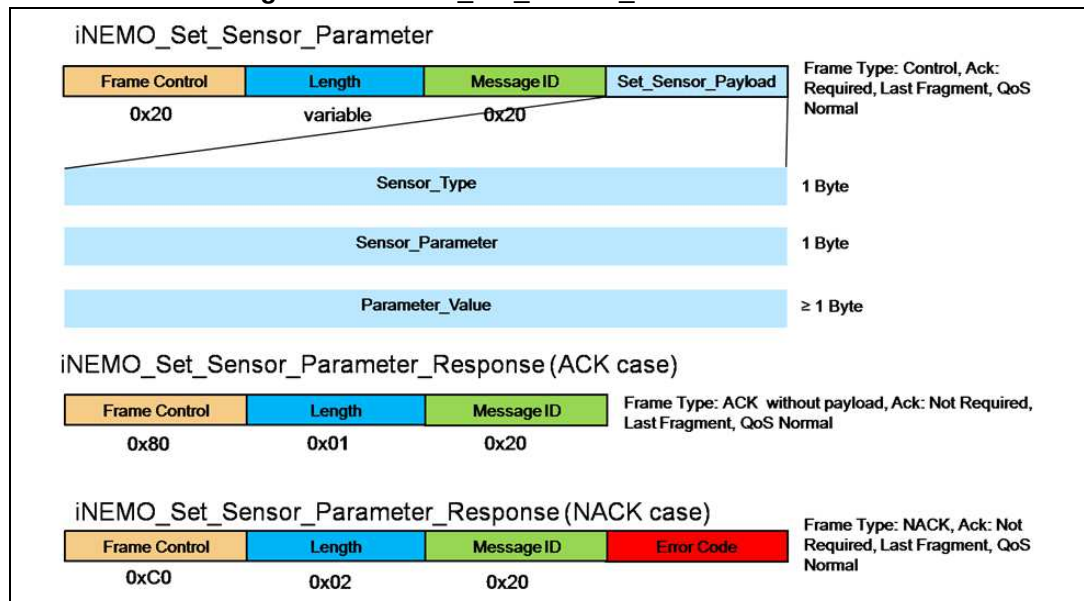 iNEMO_Set_Sensor_Parameter
Frame Control Length Message ID Set_Sensor_Payload
0x20 variable 0x20
Frame Type: Control, Ack:
Required, Last Fragment, QoS
Normal
Sensor_Type 1 Byte
Sensor_Parameter 1 Byte
Parameter_Value ≥ 1 Byte
iNEMO_Set_Sensor_Parameter_Response (ACK case)
Frame Control Length Message ID
0x80 0x01 0x20
Frame Type: ACK without payload, Ack: Not Required,
Last Fragment, QoS Normal
iNEMO_Set_Sensor_Parameter_Response (NACK case)
Frame Control Length Message ID Error Code
0xC0 0x02 0x20
Frame Type: NACK, Ack: Not
Required, Last Fragment, QoS
Normal